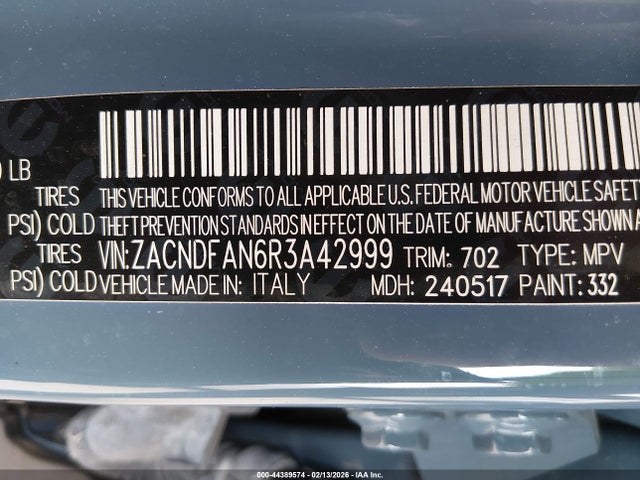 LB
TIRES THIS VEHICLE CONFORMS TO ALL APPLICABLE U.S. FEDERAL MOTOR VEHICLE SAFETY
PSI) COLD THEFT PREVENTION STANDARDS IN EFFECT ON THE DATE OF MANUFACTURE SHOWN A
TIRES VIN:ZACNDFAN6R3A42999 TRIM: 702 TYPE: MPV
PSI) COLD VEHICLE MADE IN: ITALY MDH: 240517 PAINT: 332
000-44389574 - 02/13/2026 - IAA Inc.